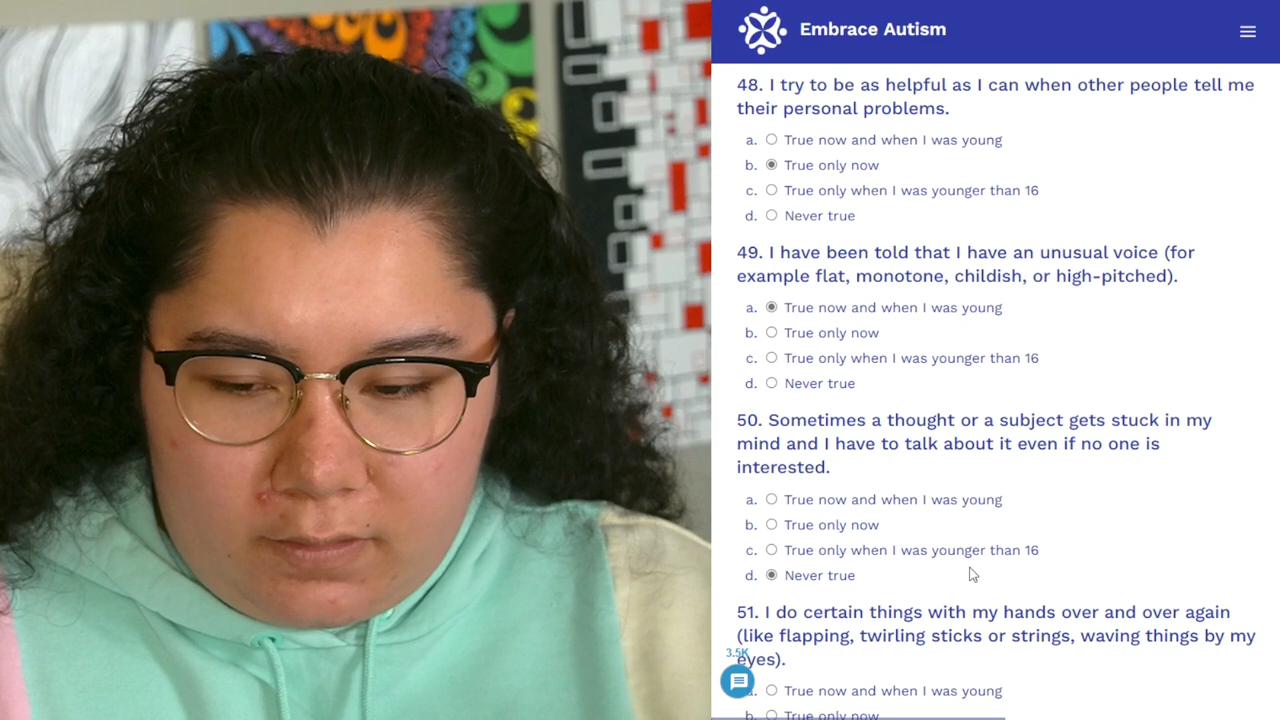 Embrace Autism
48. I try to be as helpful as I can when other people tell me
their personal problems.
a. True now and when I was young
b. True only now
c. True only when I was younger than 16
d. Never true
49. I have been told that I have an unusual voice (for
example flat, monotone, childish, or high-pitched).
a. True now and when I was young
b. True only now
c. True only when I was younger than 16
d. Never true
50. Sometimes a thought or a subject gets stuck in my
mind and I have to talk about it even if no one is
interested.
a. True now and when I was young
b. True only now
c. True only when I was younger than 16
d. Never true
51. I do certain things with my hands over and over again
(like flapping, twirling sticks or strings, waving things by my
3.5K
eyes).
a. True now and when I was young
b. True only now